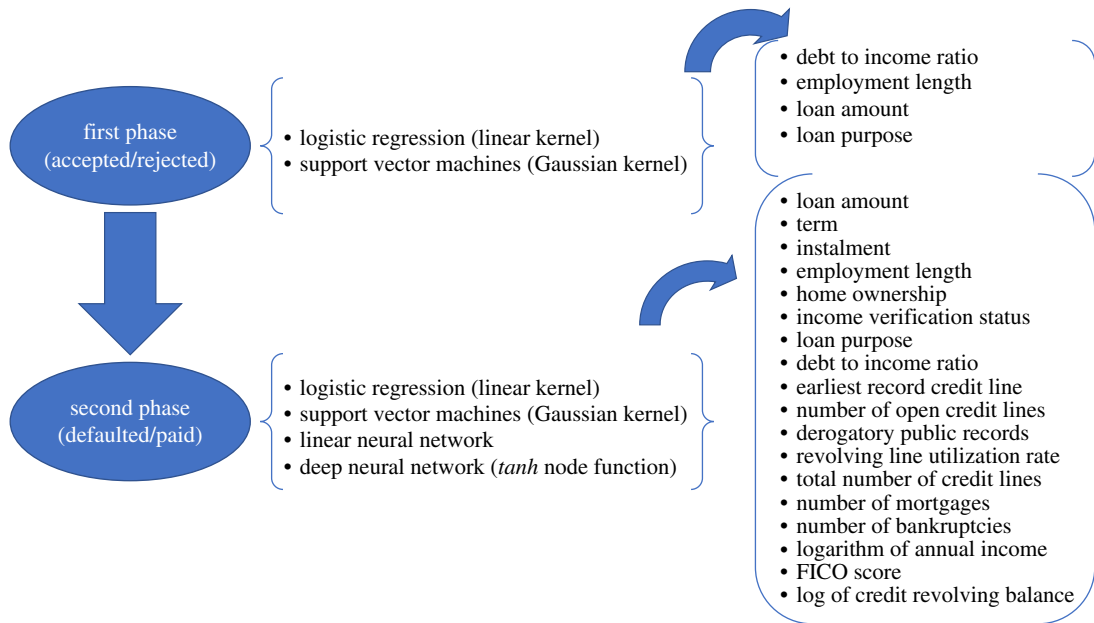 first phase
(accepted/rejected)
• logistic regression (linear kernel)
• support vector machines (Gaussian kernel)
• debt to income ratio
• employment length
• loan amount
• loan purpose
second phase
(defaulted/paid)
• logistic regression (linear kernel)
• support vector machines (Gaussian kernel)
• linear neural network
• deep neural network (tanh node function)
• loan amount
• term
• instalment
• employment length
• home ownership
• income verification status
• loan purpose
• debt to income ratio
• earliest record credit line
• number of open credit lines
• derogatory public records
• revolving line utilization rate
• total number of credit lines
• number of mortgages
• number of bankruptcies
• logarithm of annual income
• FICO score
• log of credit revolving balance